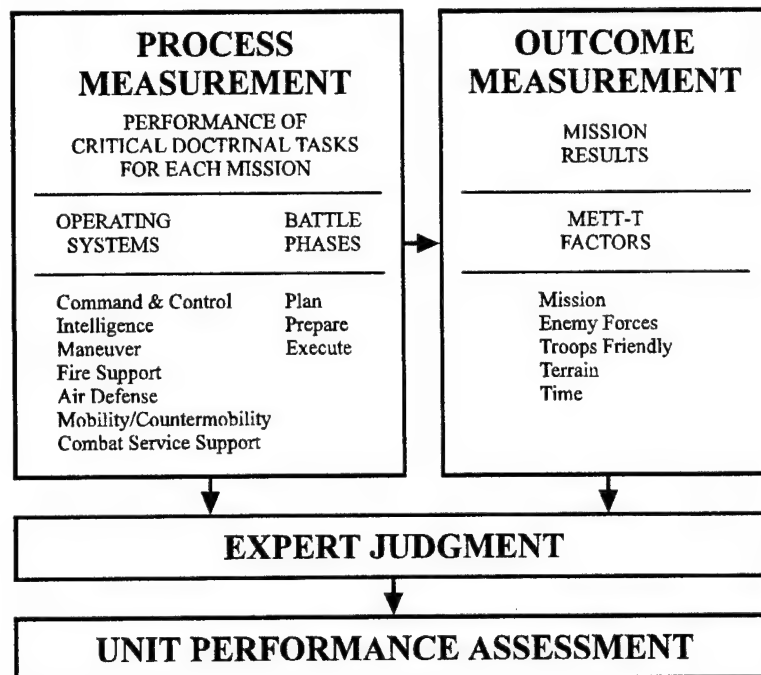 PROCESS
MEASUREMENT
PERFORMANCE OF
CRITICAL DOCTRINAL TASKS
FOR EACH MISSION
OPERATING
SYSTEMS
BATTLE
PHASES
Command & Control
Intelligence
Maneuver
Fire Support
Air Defense
Mobility/Countermobility
Combat Service Support
Plan
Prepare
Execute
OUTCOME
MEASUREMENT
MISSION
RESULTS
METT-T
FACTORS
Mission
Enemy Forces
Troops Friendly
Terrain
Time
EXPERT JUDGMENT
UNIT PERFORMANCE ASSESSMENT